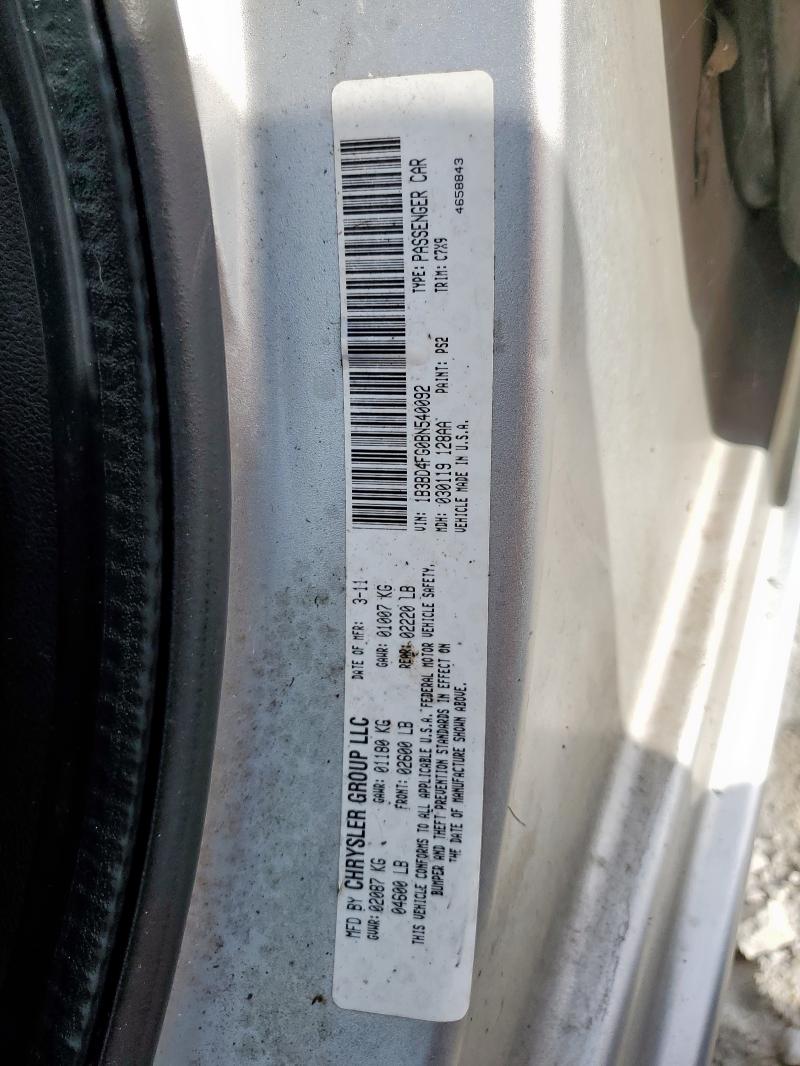 MFD BY CHRYSLER GROUP LLC DATE OF MFR: 3-11
GVWR: 02087 KG GAWR: 01180 KG GAWR: 01007 KG
04600 LB FRONT: 02600 LB REAR: 02220 LB
THIS VEHICLE CONFORMS TO ALL APPLICABLE U.S.A. FEDERAL MOTOR VEHICLE SAFETY,
BUMPER AND THEFT PREVENTION STANDARDS IN EFFECT ON
THE DATE OF MANUFACTURE SHOWN ABOVE.
VIN: 1B3BD4FG0BN540092 TYPE: PASSENGER CAR
MDH: 030119 128AA PAINT: PS2 TRIM: C7X9
VEHICLE MADE IN U.S.A. 4658843